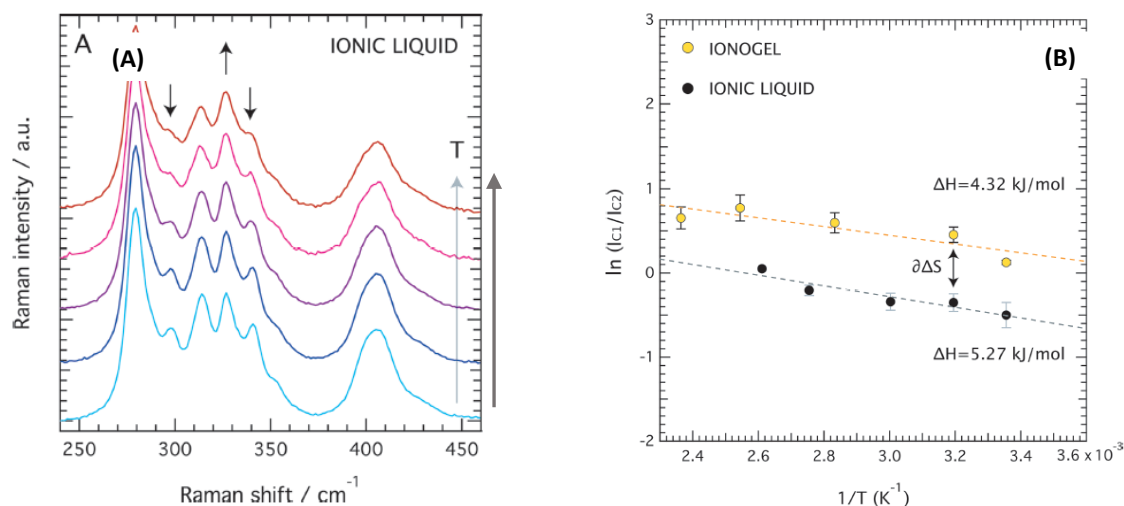 A
(A)
IONIC LIQUID
T
Raman intensity / a.u.
250
300
350
400
450
Raman shift / cm⁻¹
(B)
IONOGEL
IONIC LIQUID
3
2
1
0
-1
-2
ln (IC1/IC2)
ΔH=4.32 kJ/mol
∂ΔS
ΔH=5.27 kJ/mol
2.4
2.6
2.8
3.0
3.2
3.4
3.6 x10⁻³
1/T (K⁻¹)